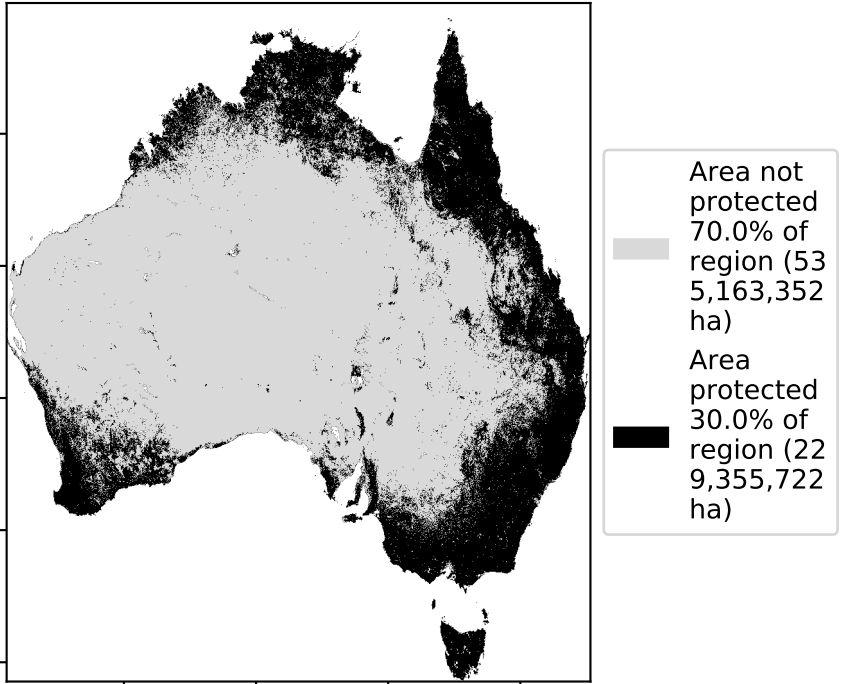 Area not
protected
70.0% of
region (53
5,163,352
ha)
Area
protected
30.0% of
region (22
9,355,722
ha)